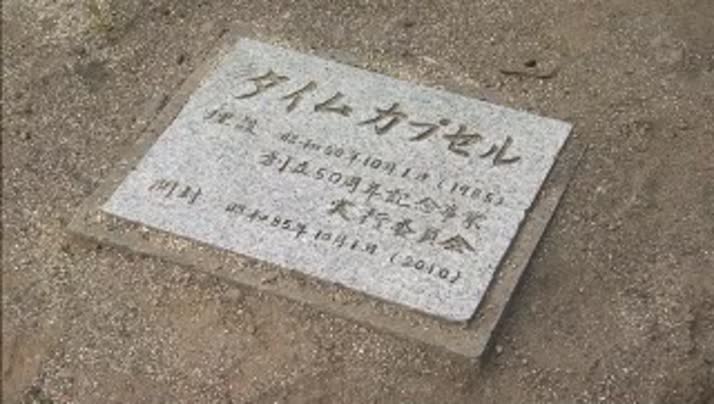 タイムカプセル
埋設 昭和60年10月1日(1985)
創立50周年記念事業
実行委員会
開封 昭和85年10月1日(2010)